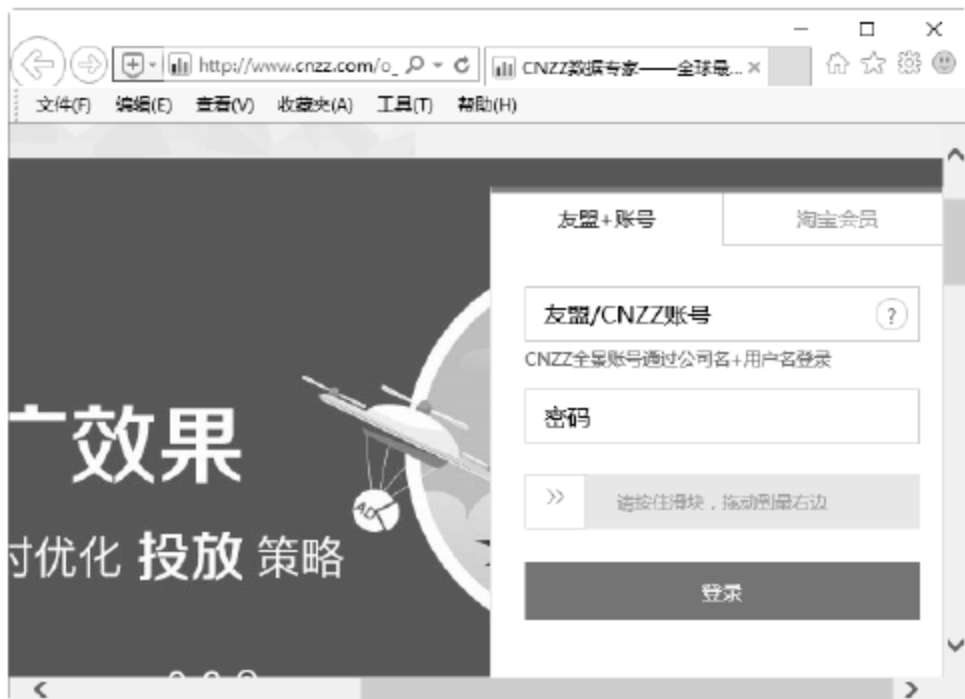 http://www.cnzz.com/o_
CNZZ数据专家——全球最...
文件(F) 编辑(E) 查看(V) 收藏夹(A) 工具(T) 帮助(H)
友盟+账号 淘宝会员
友盟/CNZZ账号 ?
CNZZ全景账号通过公司名+用户名登录
密码
>> 请按住滑块，拖动到最右边
登录
效果
AD
时优化 投放 策略